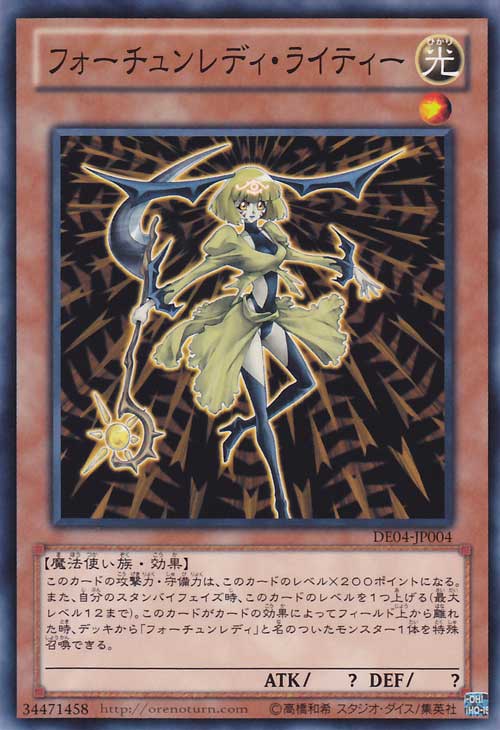 フォーチュンレディ・ライティー
ひかり
光
DE04-JP004
【魔法使い族・効果】
このカードの攻撃力・守備力は、このカードのレベル×200ポイントになる。
また、自分のスタンバイフェイズ時、このカードのレベルを1つ上げる(最大
レベル12まで)。このカードがカードの効果によってフィールド上から離れ
た時、デッキから「フォーチュンレディ」と名のついたモンスター1体を特殊
召喚できる。
ATK/ ? DEF/ ?
34471458 http://orenoturn.com ©高橋和希 スタジオ・ダイス/集英社